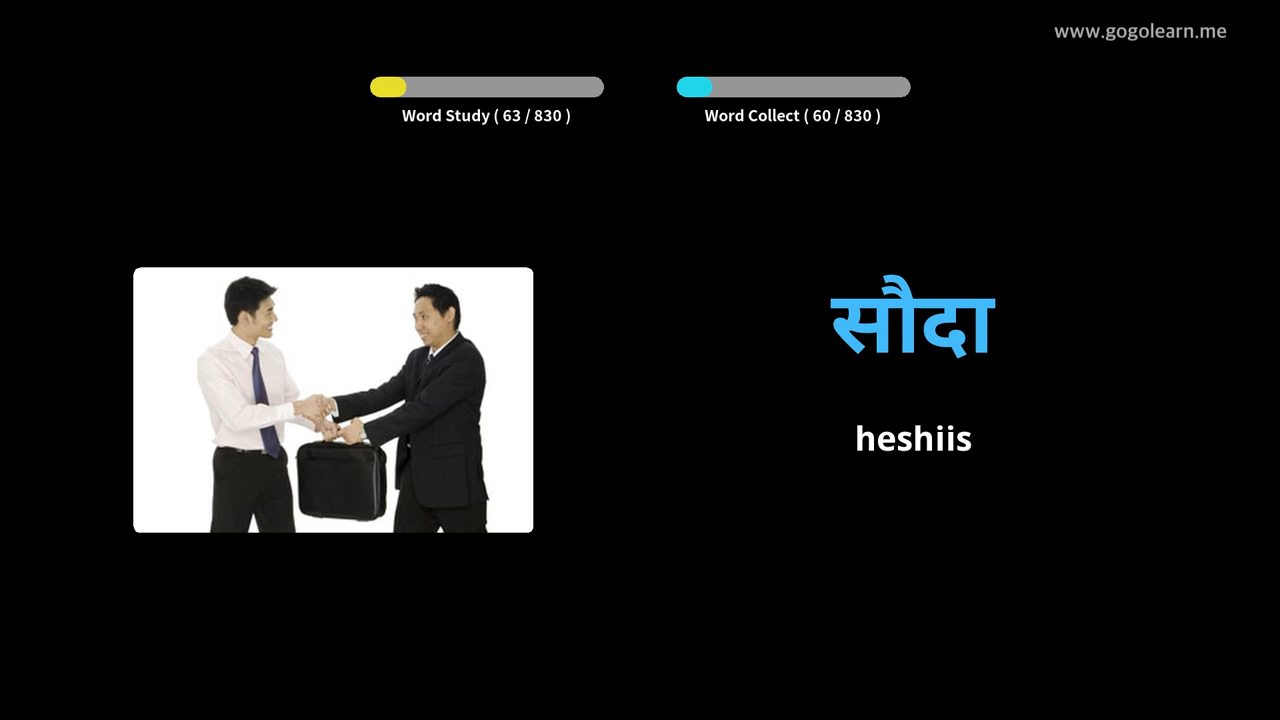 www.gogolearn.me
Word Study ( 63 / 830 )
Word Collect ( 60 / 830 )
सौदा
heshiis